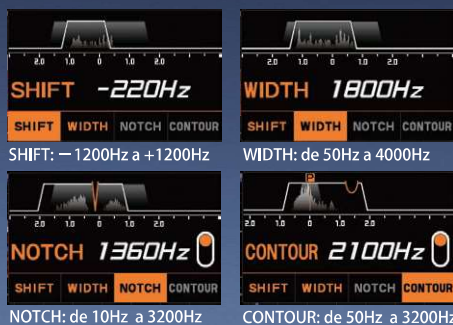 2.0 1.0 0 1.0 2.0
SHIFT -220Hz
SHIFT WIDTH NOTCH CONTOUR
SHIFT: －1200Hz a +1200Hz
2.0 1.0 0 1.0 2.0
WIDTH 1800Hz
SHIFT WIDTH NOTCH CONTOUR
WIDTH: de 50Hz a 4000Hz
2.0 1.0 0 1.0 2.0
NOTCH 1360Hz
SHIFT WIDTH NOTCH CONTOUR
NOTCH: de 10Hz a 3200Hz
P
2.0 1.0 0 1.0 2.0
CONTOUR 2100Hz
SHIFT WIDTH NOTCH CONTOUR
CONTOUR: de 50Hz a 3200Hz